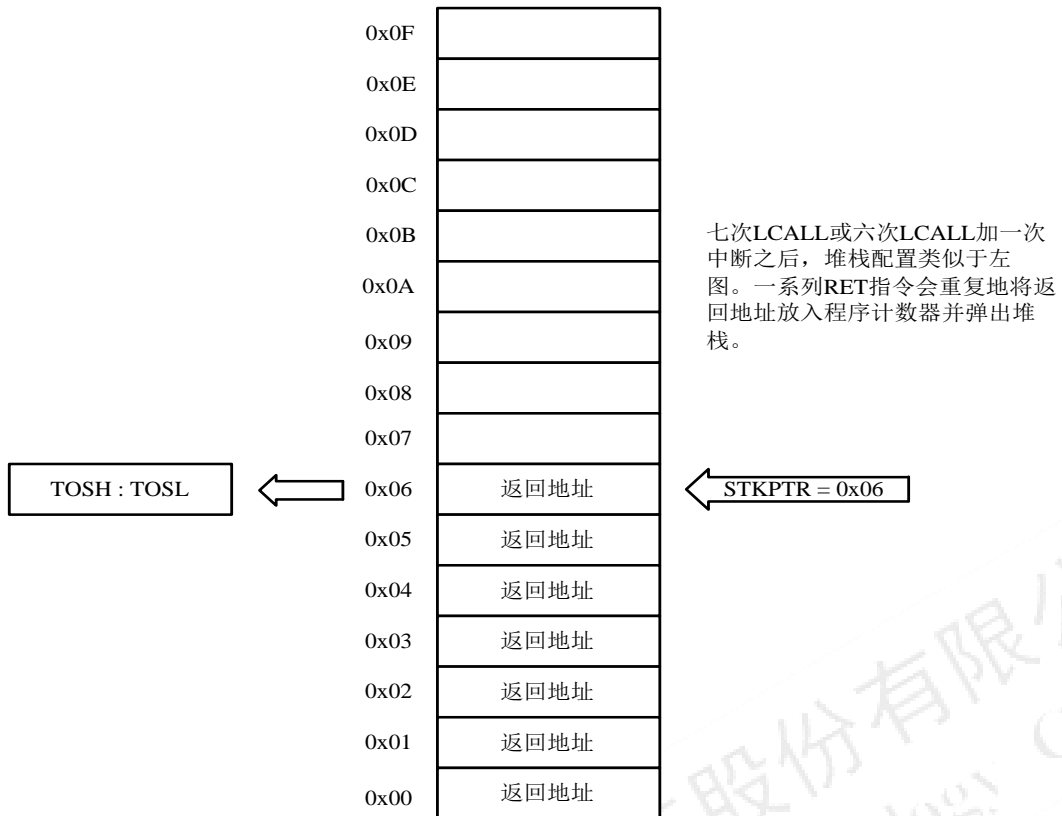 0x0F
0x0E
0x0D
0x0C
0x0B
0x0A
0x09
0x08
0x07
七次LCALL或六次LCALL加一次
中断之后，堆栈配置类似于左
图。一系列RET指令会重复地将返
回地址放入程序计数器并弹出堆
栈。
TOSH : TOSL
0x06
返回地址
STKPTR = 0x06
0x05
返回地址
0x04
返回地址
0x03
返回地址
0x02
返回地址
0x01
返回地址
0x00
返回地址
股份有限